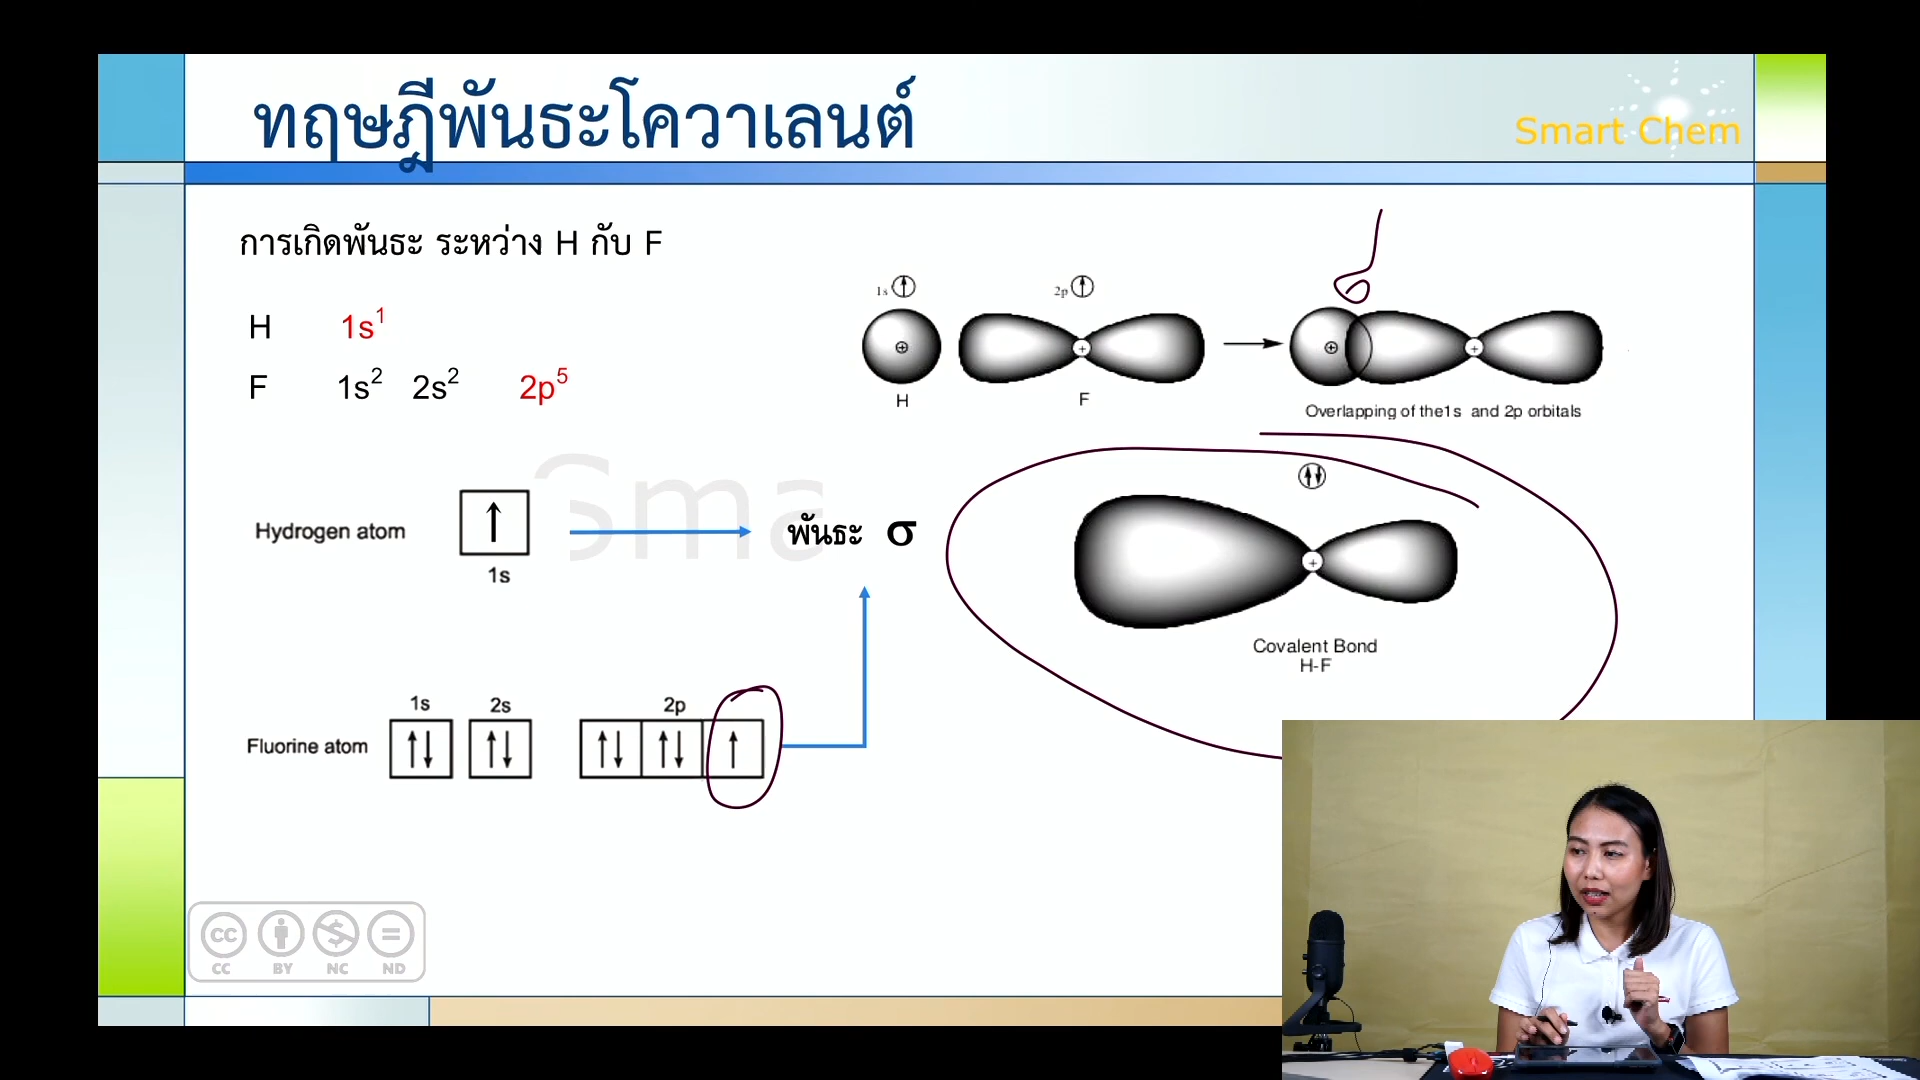 ทฤษฎีพันธะโควาเลนต์
Smart Chem
การเกิดพันธะ ระหว่าง H กับ F
H 1s1
F 1s2 2s2 2p5
1s
2p
H
F
Overlapping of the1s and 2p orbitals
Sma
Hydrogen atom
1s
พันธะ σ
Covalent Bond
H-F
1s 2s 2p
Fluorine atom
cc
CC BY NC ND